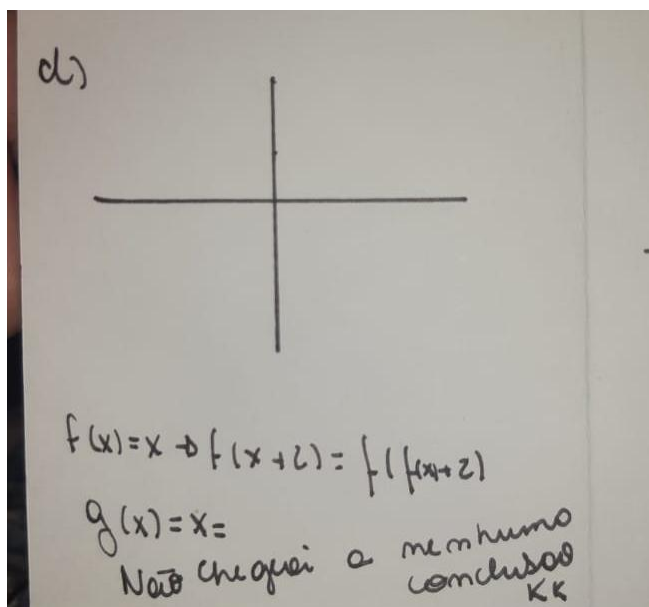 d)
f(x)=x → f(x+2)= f(f(x)+2)
g(x)=x=
Não cheguei a nenhuma
conclusão
KK